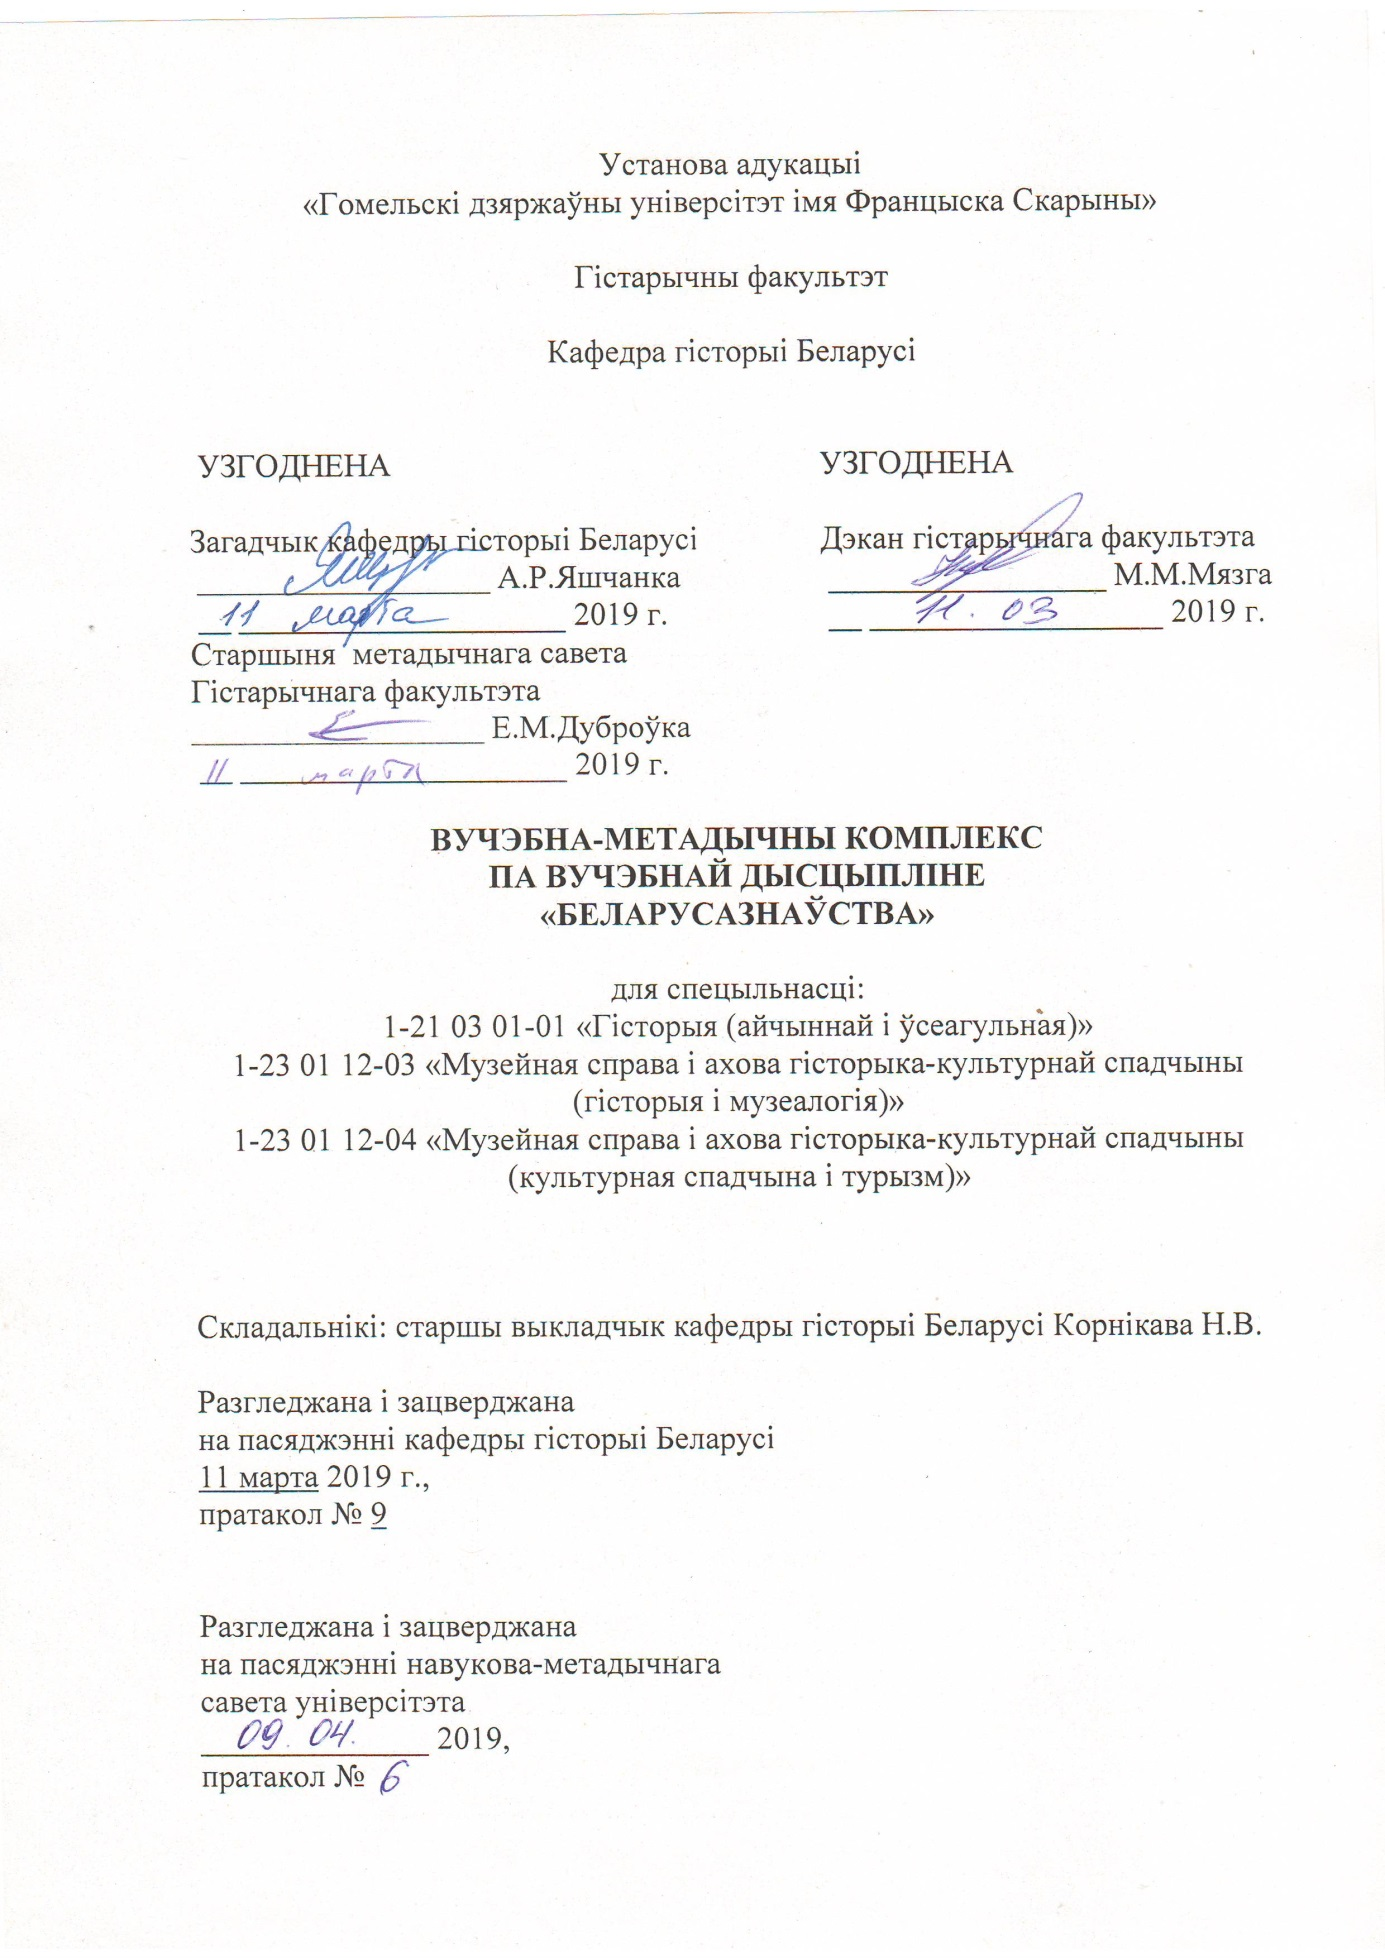 Установа адукацыі
«Гомельскі дзяржаўны універсітэт імя Францыска Скарыны»
Гістарычны факультэт
Кафедра гісторыі Беларусі
УЗГОДНЕНА
Загадчык кафедры гісторыі Беларусі
А.Р.Яшчанка
11 марта 2019 г.
Старшыня метадычнага савета
Гістарычнага факультэта
Е.М.Дуброўка
11 марта 2019 г.
УЗГОДНЕНА
Дэкан гістарычнага факультэта
М.М.Мязга
11. 03 2019 г.
ВУЧЭБНА-МЕТАДЫЧНЫ КОМПЛЕКС
ПА ВУЧЭБНАЙ ДЫСЦЫПЛІНЕ
«БЕЛАРУСАЗНАЎСТВА»
для спецыльнасці:
1-21 03 01-01 «Гісторыя (айчыннай і ўсеагульная)»
1-23 01 12-03 «Музейная справа і ахова гісторыка-культурнай спадчыны
(гісторыя і музеалогія)»
1-23 01 12-04 «Музейная справа і ахова гісторыка-культурнай спадчыны
(культурная спадчына і турызм)»
Складальнікі: старшы выкладчык кафедры гісторыі Беларусі Корнікава Н.В.
Разгледжана і зацверджана
на пасяджэнні кафедры гісторыі Беларусі
11 марта 2019 г.,
пратакол № 9
Разгледжана і зацверджана
на пасяджэнні навукова-метадычнага
савета універсітэта
09. 04. 2019,
пратакол № 6